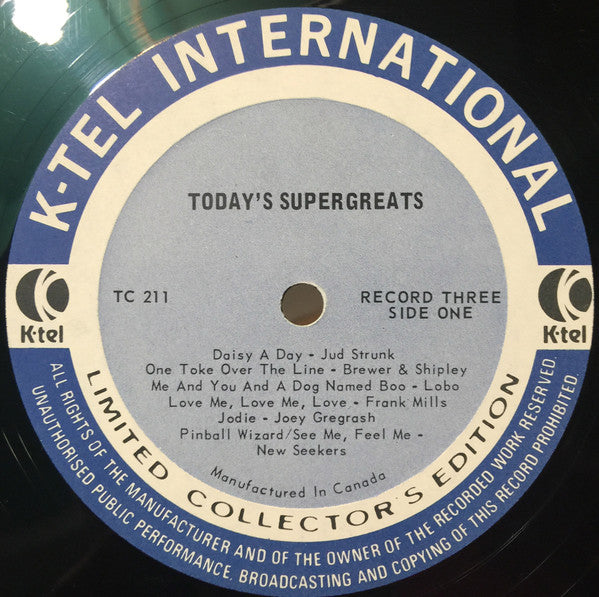 K-TEL INTERNATIONAL
TODAY'S SUPERGREATS
K-tel
K-tel
TC 211
RECORD THREE
SIDE ONE
Daisy A Day - Jud Strunk
One Toke Over The Line - Brewer & Shipley
Me And You And A Dog Named Boo - Lobo
Love Me, Love Me, Love - Frank Mills
Jodie - Joey Gregrash
Pinball Wizard/See Me, Feel Me -
New Seekers
Manufactured In Canada
LIMITED COLLECTOR'S EDITION
ALL RIGHTS OF THE MANUFACTURER AND OF THE OWNER OF THE RECORDED WORK RESERVED.
UNAUTHORISED PUBLIC PERFORMANCE, BROADCASTING AND COPYING OF THIS RECORD PROHIBITED.